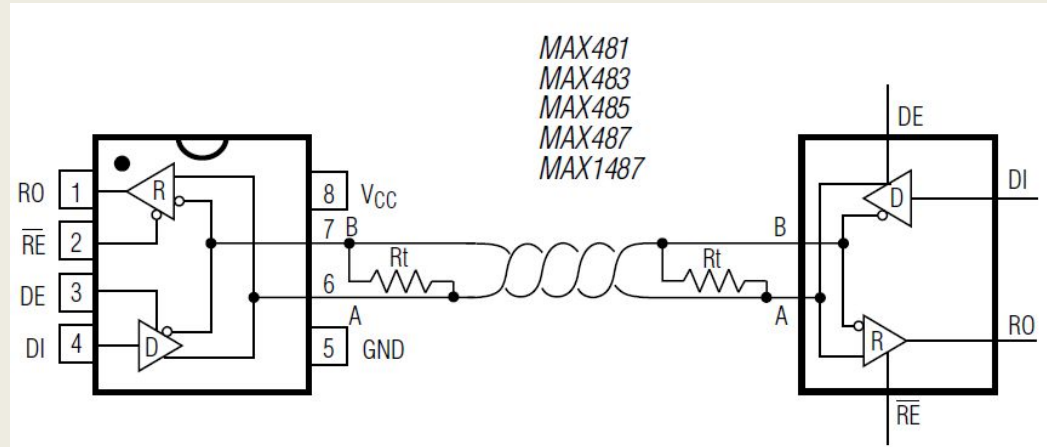 MAX481
MAX483
MAX485
MAX487
MAX1487
RO 1
R
8 VCC
RE 2
7 B
Rt
DE 3
6
A
DI 4
D
5 GND
DE
D
DI
B
Rt
A
R
RO
RE